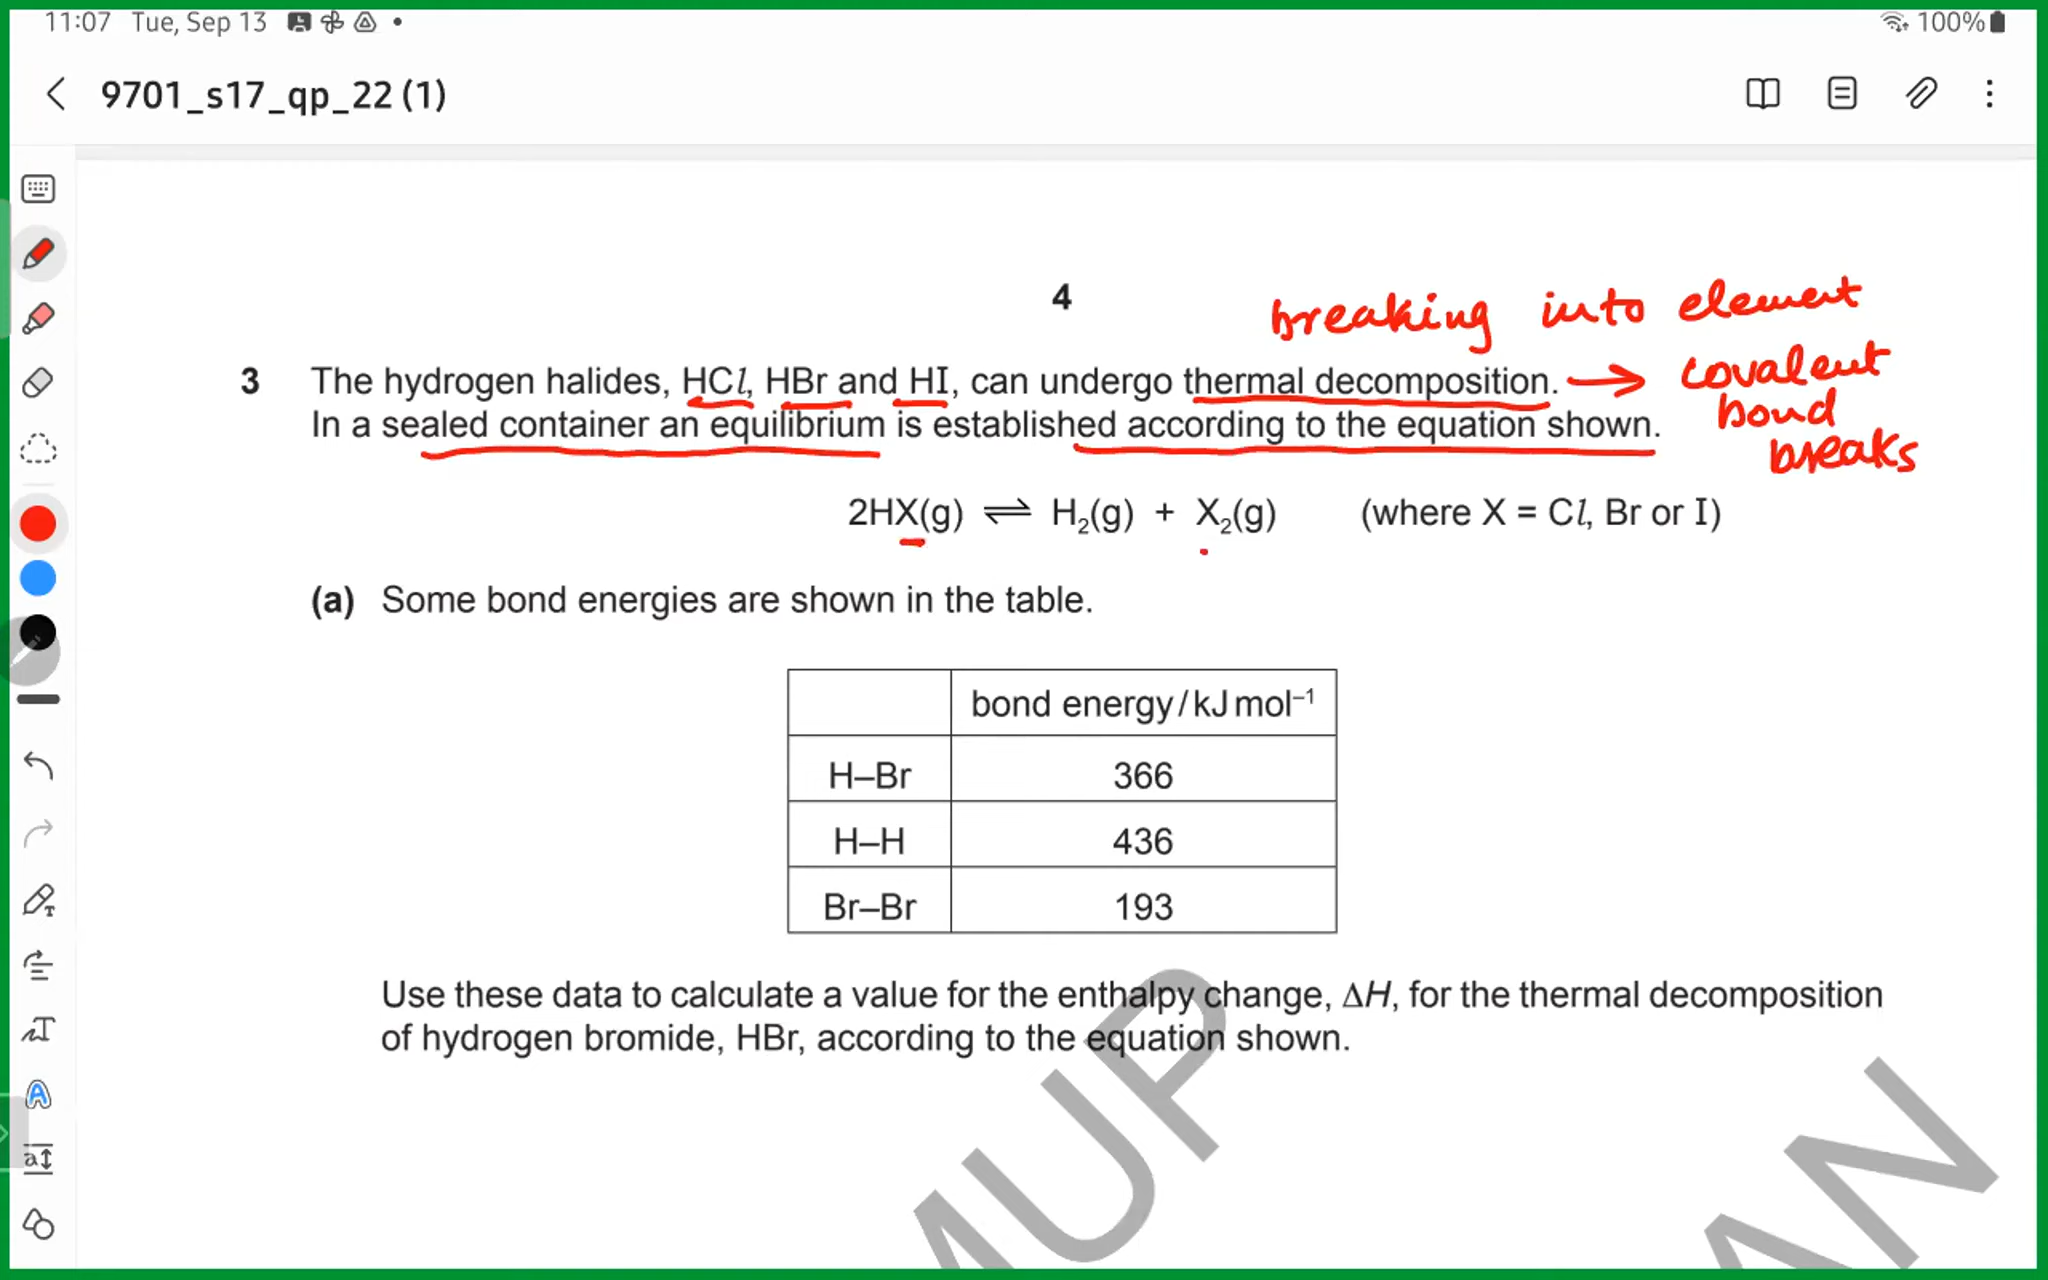 11:07 Tue, Sep 13
100%
9701_s17_qp_22 (1)
4
breaking into element
3 The hydrogen halides, HCl, HBr and HI, can undergo thermal decomposition. → covalent
bond
In a sealed container an equilibrium is established according to the equation shown.
breaks
2HX(g) ⇌ H₂(g) + X₂(g) (where X = Cl, Br or I)
(a) Some bond energies are shown in the table.
bond energy / kJ mol⁻¹
H–Br 366
H–H 436
Br–Br 193
Use these data to calculate a value for the enthalpy change, ΔH, for the thermal decomposition
of hydrogen bromide, HBr, according to the equation shown.
MUP
AN